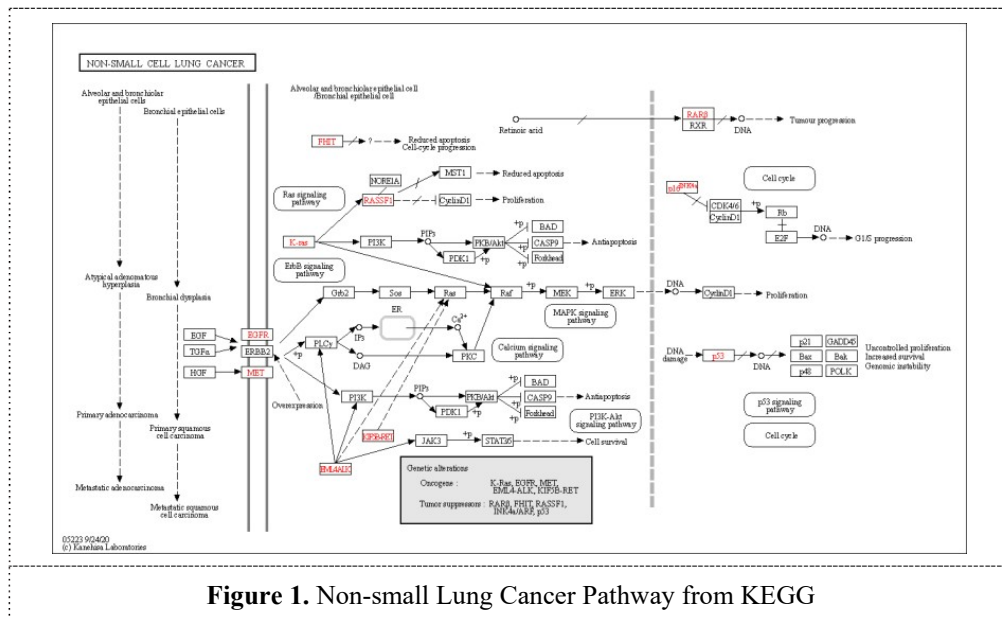 NON-SMALL CELL LUNG CANCER
Alveolar and bronchiolar
epithelial cells
Bronchial epithelial cells
Atypical adenomatous
hyperplasia
Bronchial dysplasia
Primary adenocarcinoma
Primary squamous
cell carcinoma
Metastatic adenocarcinoma
Metastatic squamous
cell carcinoma
05223 9/24/20
(c) Kanehisa Laboratories
Alveolar and bronchiolar epithelial cell
/Bronchial epithelial cell
Retinoic acid
RARβ
RXR
DNA
Tumour progression
FHIT
?
Reduced apoptosis
Cell-cycle progression
Ras signaling
pathway
NORE1A
MST1
Reduced apoptosis
RASSF1
CyclinD1
Proliferation
K-ras
PI3K
PIP3
PDK1
+p
PKB/Akt
+p
+p
+p
BAD
CASP9
Forkhead
Antiapoptosis
p16
Cell cycle
CDK4/6
CyclinD1
+p
Rb
E2F
DNA
G1/S progression
ErbB signaling
pathway
Grb2
Sos
Ras
Raf
+p
MEK
+p
ERK
DNA
CyclinD1
Proliferation
MAPK signaling
pathway
EGF
TGFα
HGF
EGFR
ERBB2
MET
+p
Overexpression
PLCγ
IP3
ER
Ca2+
DAG
PKC
Calcium signaling
pathway
DNA
damage
p53
DNA
p21
GADD45
Bax
Bak
p48
POLK
Uncontrolled proliferation
Increased survival
Genomic instability
p53 signaling
pathway
Cell cycle
PI3K
PIP3
PDK1
+p
PKB/Akt
+p
+p
+p
BAD
CASP9
Forkhead
Antiapoptosis
PI3K-Akt
signaling pathway
KIF5B-RET
EML4-ALK
JAK3
+p
STAT3/5
Cell survival
Genetic alterations
Oncogene : K-Ras, EGFR, MET,
EML4-ALK, KIF5B-RET
Tumor suppressors : RARβ, FHIT, RASSF1,
INK4a/ARF, p53
Figure 1. Non-small Lung Cancer Pathway from KEGG